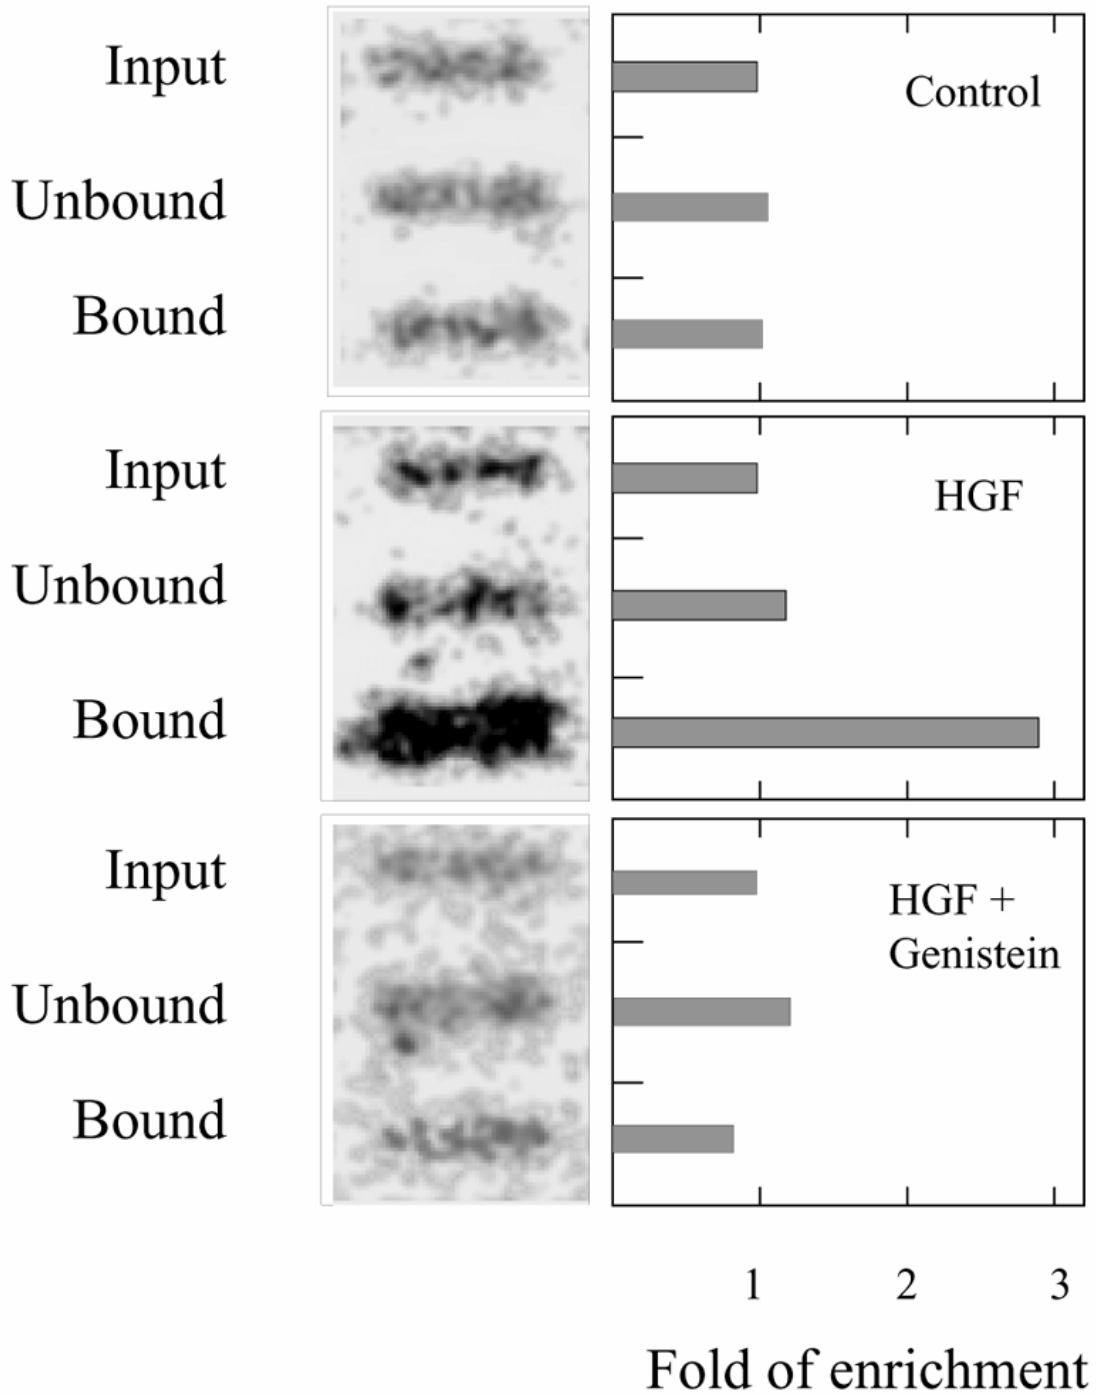 Input
Control
Unbound
Bound
Input
HGF
Unbound
Bound
Input
HGF +
Genistein
Unbound
Bound
1 2 3
Fold of enrichment